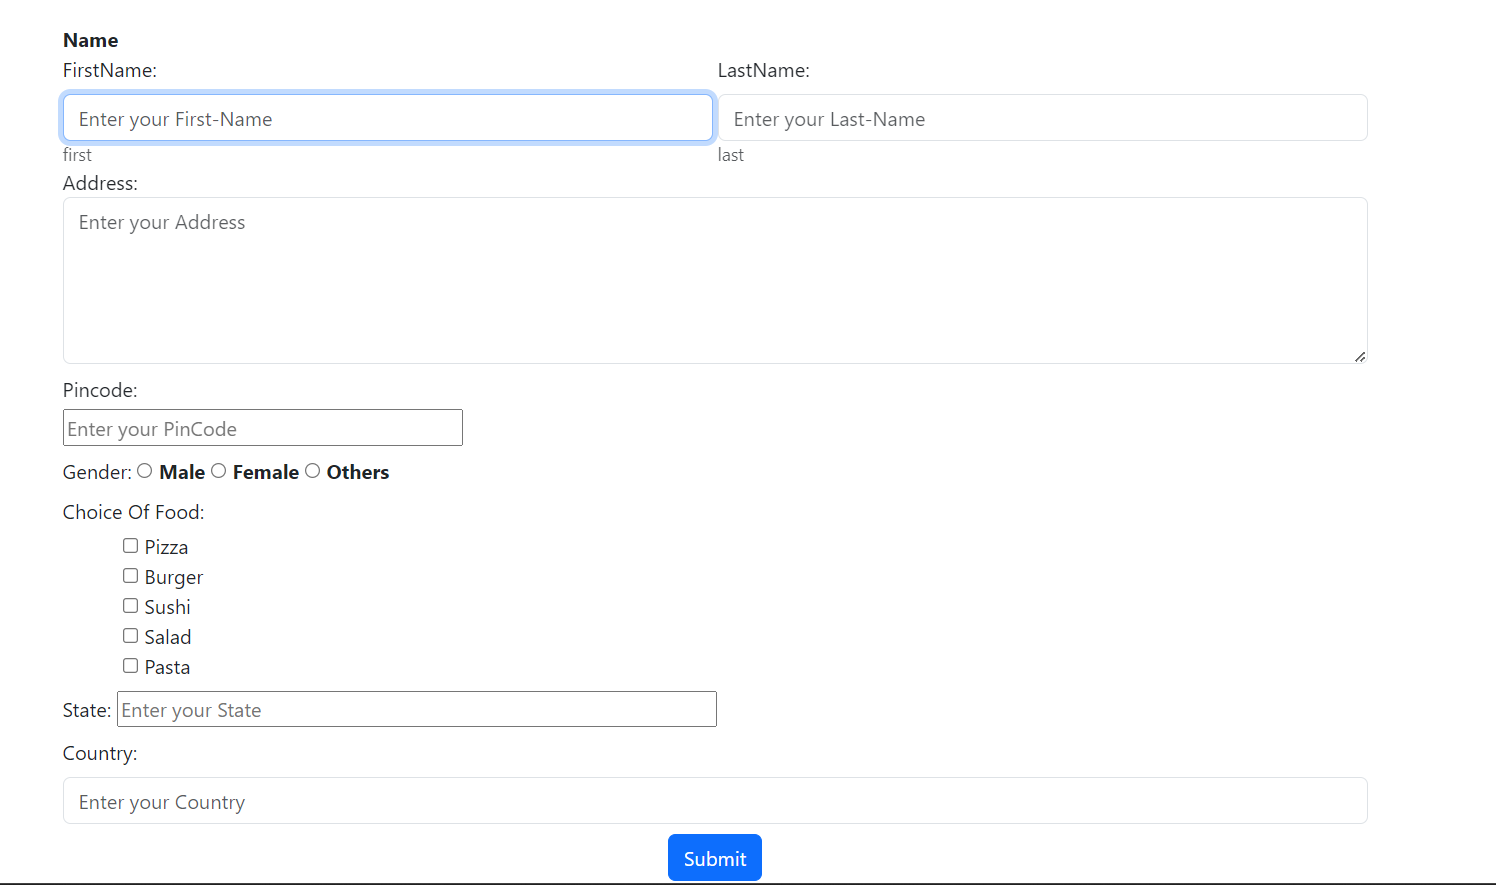 Name
FirstName: LastName:
Enter your First-Name Enter your Last-Name
first last
Address:
Enter your Address
Pincode:
Enter your PinCode
Gender: Male Female Others
Choice Of Food:
Pizza
Burger
Sushi
Salad
Pasta
State: Enter your State
Country:
Enter your Country
Submit